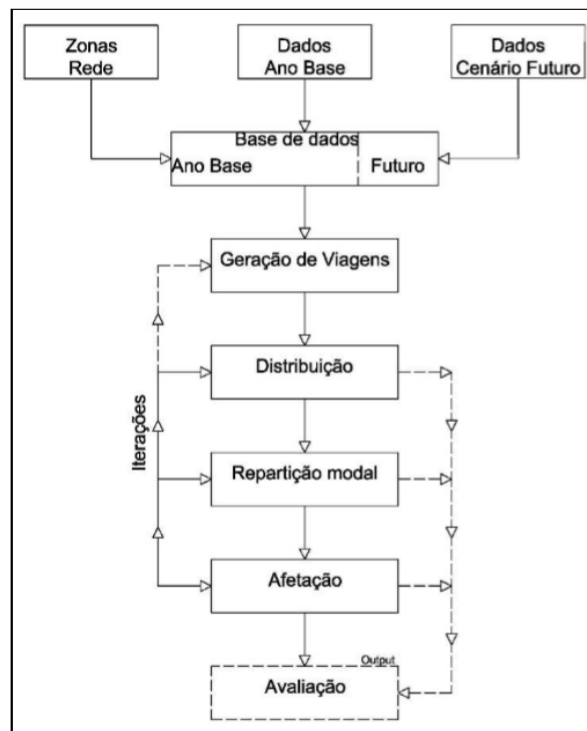 Zonas
Rede
Dados
Ano Base
Dados
Cenário Futuro
Base de dados
Ano Base
Futuro
Geração de Viagens
Distribuição
Iterações
Repartição modal
Afetação
Output
Avaliação